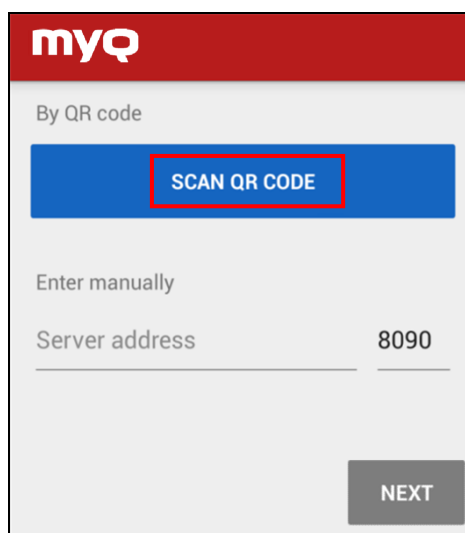 myQ
By QR code
SCAN QR CODE
Enter manually
Server address 8090
NEXT